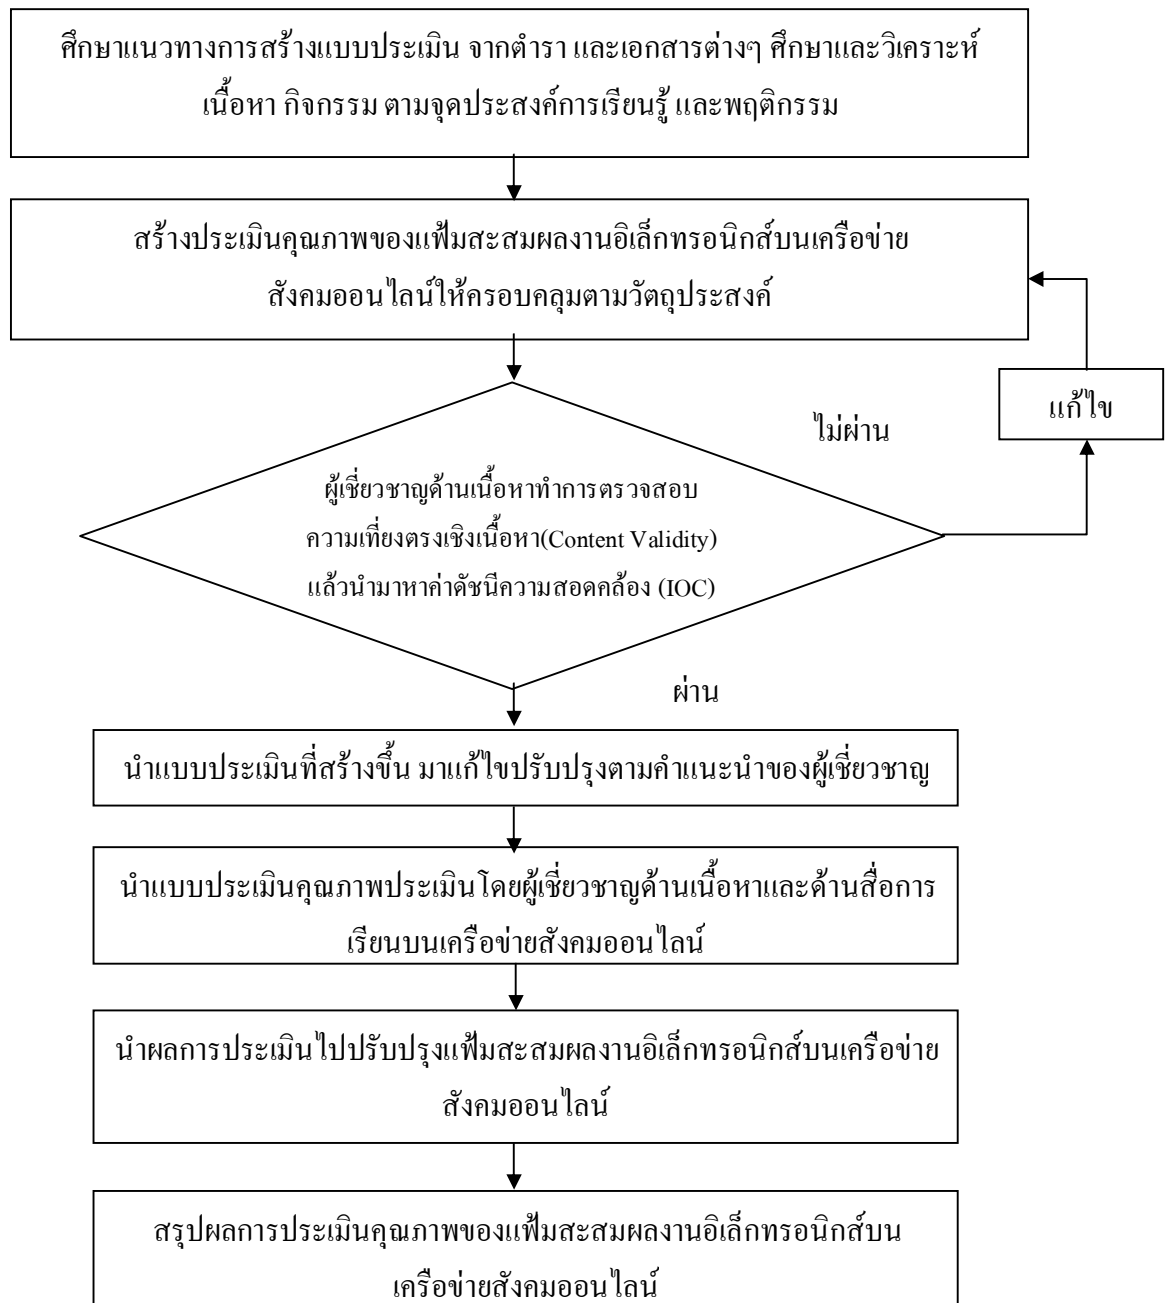 ศึกษาแนวทางการสร้างแบบประเมิน จากตำรา และเอกสารต่างๆ ศึกษาและวิเคราะห์
เนื้อหา กิจกรรม ตามจุดประสงค์การเรียนรู้ และพฤติกรรม
สร้างประเมินคุณภาพของแฟ้มสะสมผลงานอิเล็กทรอนิกส์บนเครือข่าย
สังคมออนไลน์ให้ครอบคลุมตามวัตถุประสงค์
แก้ไข
ไม่ผ่าน
ผู้เชี่ยวชาญด้านเนื้อหาทำการตรวจสอบ
ความเที่ยงตรงเชิงเนื้อหา(Content Validity)
แล้วนำมาหาค่าดัชนีความสอดคล้อง (IOC)
ผ่าน
นำแบบประเมินที่สร้างขึ้น มาแก้ไขปรับปรุงตามคำแนะนำของผู้เชี่ยวชาญ
นำแบบประเมินคุณภาพประเมินโดยผู้เชี่ยวชาญด้านเนื้อหาและด้านสื่อการ
เรียนบนเครือข่ายสังคมออนไลน์
นำผลการประเมินไปปรับปรุงแฟ้มสะสมผลงานอิเล็กทรอนิกส์บนเครือข่าย
สังคมออนไลน์
สรุปผลการประเมินคุณภาพของแฟ้มสะสมผลงานอิเล็กทรอนิกส์บน
เครือข่ายสังคมออนไลน์